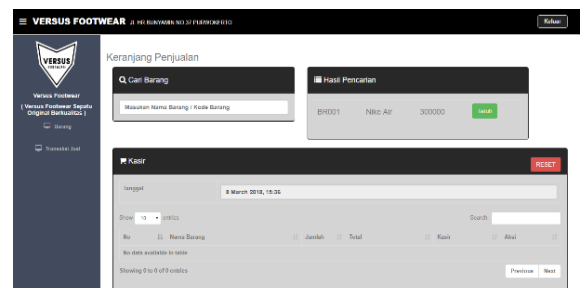 VERSUS FOOTWEAR JL HR BUNYAMIN NO 37 PURWOKERTO
Keluar
VERSUS
FOOTWEAR
Versus Footwear
( Versus Footwear Sepatu
Original Berkualitas )
Barang
Transaksi Jual
Keranjang Penjualan
Cari Barang
Masukan Nama Barang / Kode Barang
Hasil Pencarian
BR001 Nike Air 300000
Kasir
RESET
Tanggal
8 March 2018, 15:36
Show 10 entries
Search
No Nama Barang Jumlah Total Kasir Aksi
No data available in table
Showing 0 to 0 of 0 entries
Previous Next